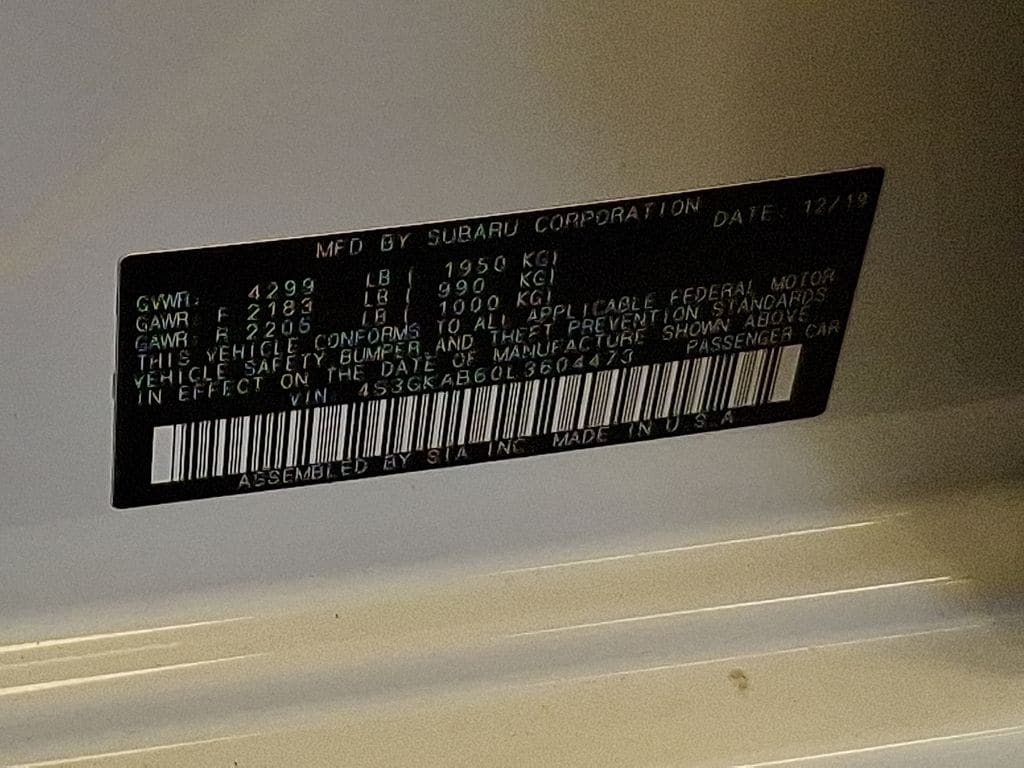 MFD BY SUBARU CORPORATION DATE: 12/19
GVWR: 4299 LB ( 1950 KG)
GAWR: F 2183 LB ( 990 KG)
GAWR: R 2205 LB ( 1000 KG)
THIS VEHICLE CONFORMS TO ALL APPLICABLE FEDERAL MOTOR
VEHICLE SAFETY BUMPER AND THEFT PREVENTION STANDARDS
IN EFFECT ON THE DATE OF MANUFACTURE SHOWN ABOVE
VIN 4S3GKAB60L3604473 PASSENGER CAR
ASSEMBLED BY SIA INC. MADE IN U.S.A